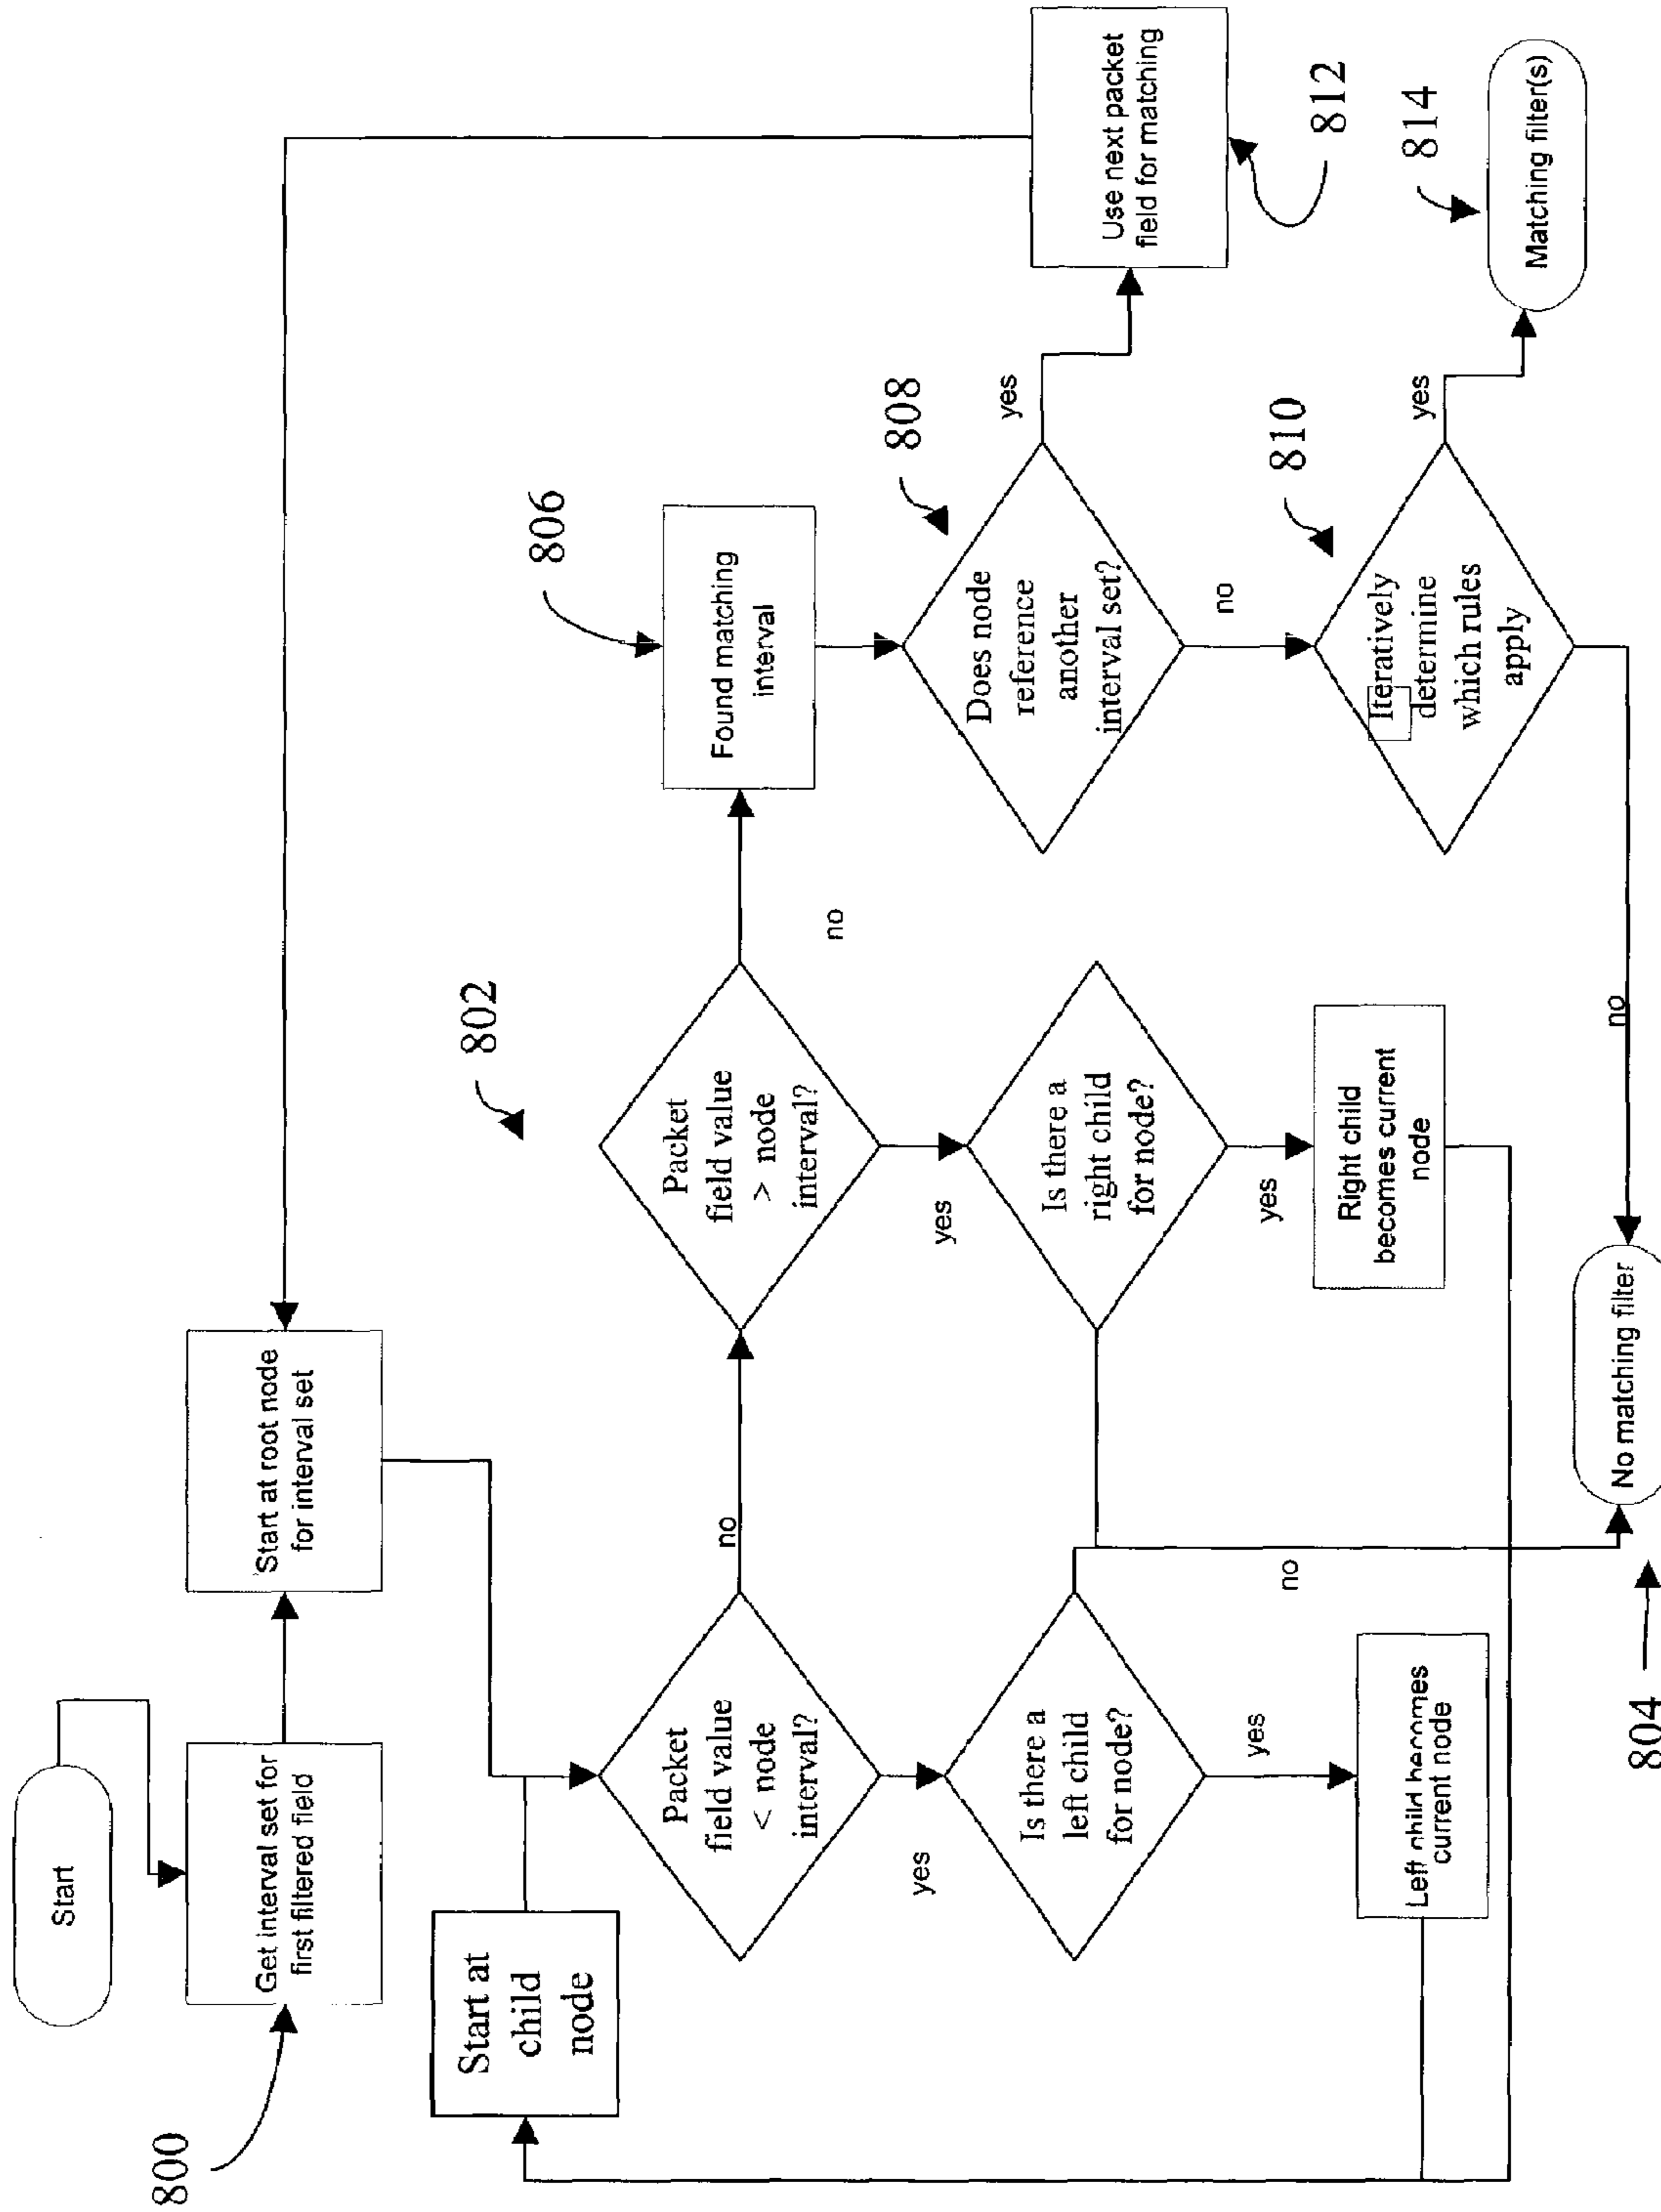 Start
800
Get interval set for
first filtered field
Start at root node
for interval set
Start at
child
node
Packet
field value
< node
interval?
no
yes
802
Packet
field value
> node
interval?
no
yes
806
Found matching
interval
Is there a
left child
for node?
yes
no
Left child becomes
current node
Is there a
right child
for node?
yes
Right child
becomes current
node
808
Does node
reference
another
interval set?
yes
no
Use next packet
field for matching
812
810
Iteratively
determine
which rules
apply
yes
no
814
Matching filter(s)
804
No matching filter